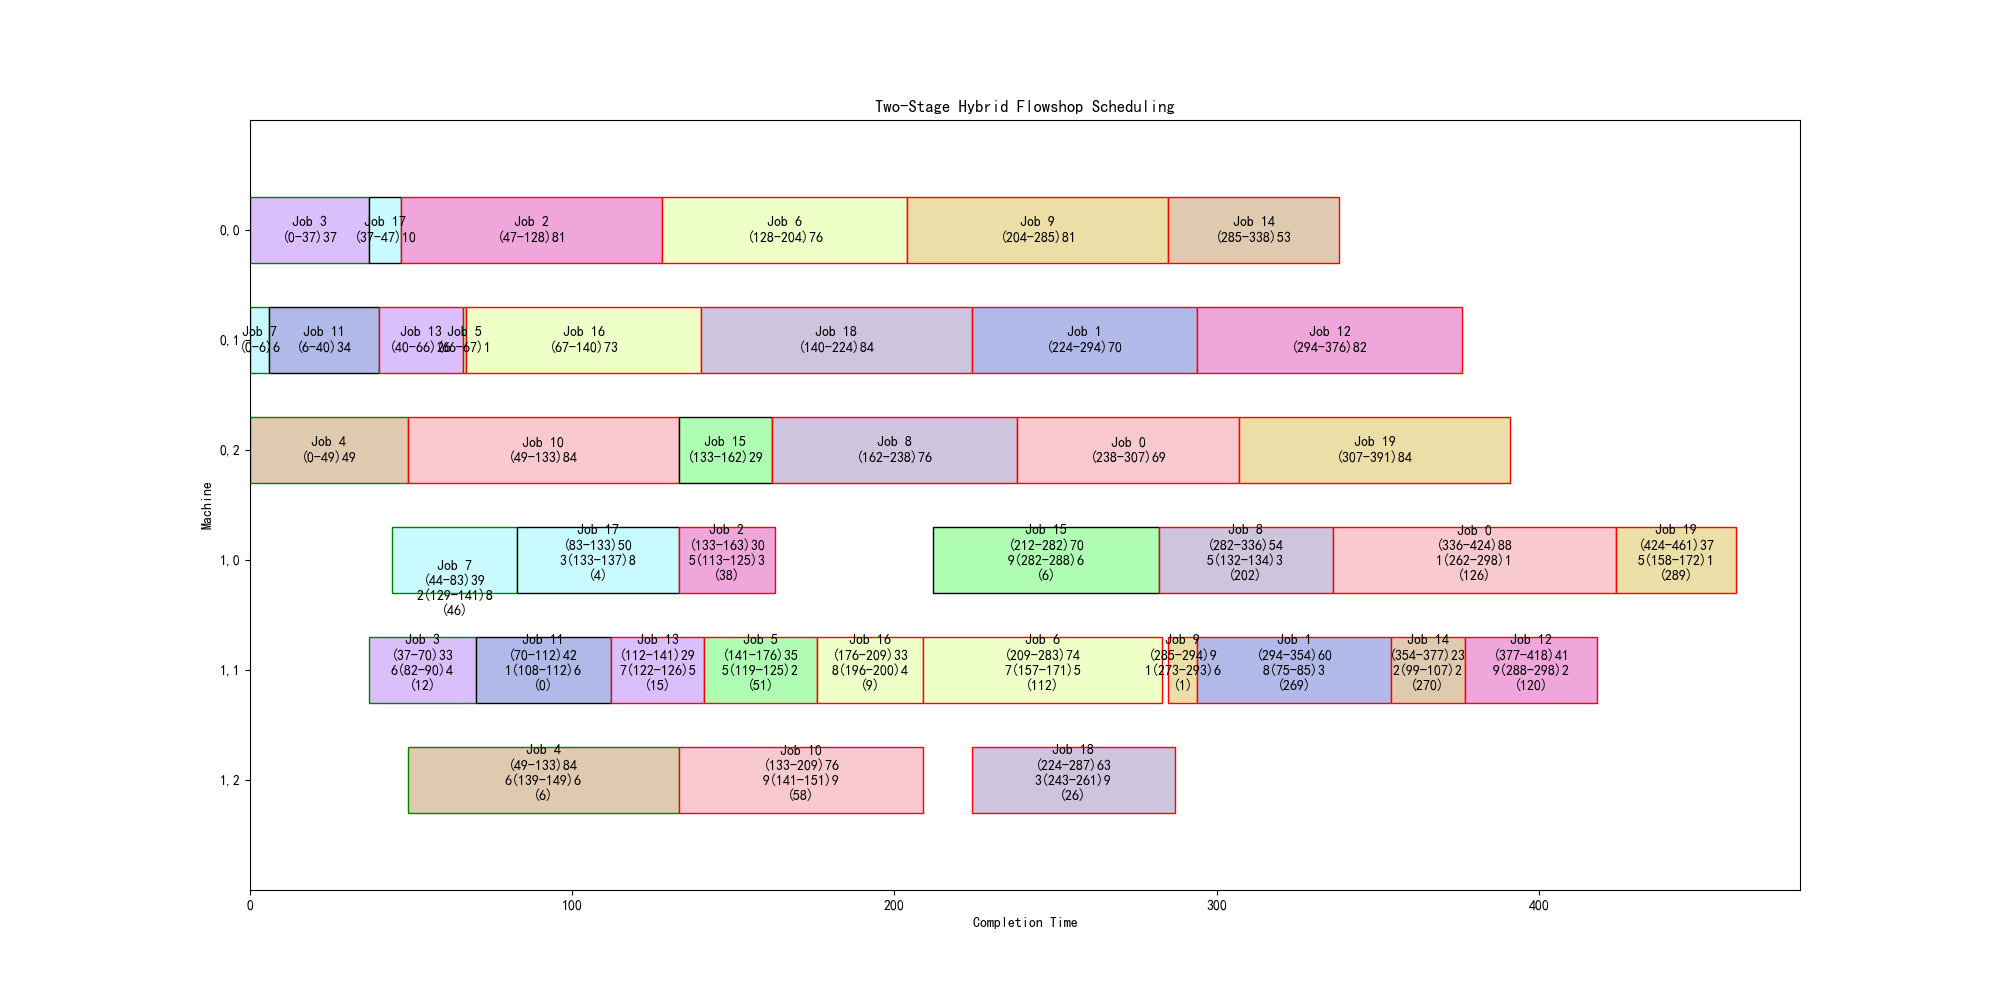 Two-Stage Hybrid Flowshop Scheduling
0,0
Job 3
(0-37)37
Job 17
(37-47)10
Job 2
(47-128)81
Job 6
(128-204)76
Job 9
(204-285)81
Job 14
(285-338)53
0,1
Job 7
(0-6)6
Job 11
(6-40)34
Job 13
(40-66)26
Job 5
(66-67)1
Job 16
(67-140)73
Job 18
(140-224)84
Job 1
(224-294)70
Job 12
(294-376)82
0,2
Job 4
(0-49)49
Job 10
(49-133)84
Job 15
(133-162)29
Job 8
(162-238)76
Job 0
(238-307)69
Job 19
(307-391)84
Machine
1,0
Job 7
(44-83)39
2(129-141)8
(46)
Job 17
(83-133)50
3(133-137)8
(4)
Job 2
(133-163)30
5(113-125)3
(38)
Job 15
(212-282)70
9(282-288)6
(6)
Job 8
(282-336)54
5(132-134)3
(202)
Job 0
(336-424)88
1(262-298)1
(126)
Job 19
(424-461)37
5(158-172)1
(289)
1,1
Job 3
(37-70)33
6(82-90)4
(12)
Job 11
(70-112)42
1(108-112)6
(0)
Job 13
(112-141)29
7(122-126)5
(15)
Job 5
(141-176)35
5(119-125)2
(51)
Job 16
(176-209)33
8(196-200)4
(9)
Job 6
(209-283)74
7(157-171)5
(112)
Job 9
(285-294)9
1(273-293)6
(1)
Job 1
(294-354)60
8(75-85)3
(269)
Job 14
(354-377)23
2(99-107)2
(270)
Job 12
(377-418)41
9(288-298)2
(120)
1,2
Job 4
(49-133)84
6(139-149)6
(6)
Job 10
(133-209)76
9(141-151)9
(58)
Job 18
(224-287)63
3(243-261)9
(26)
0
100
200
300
400
Completion Time